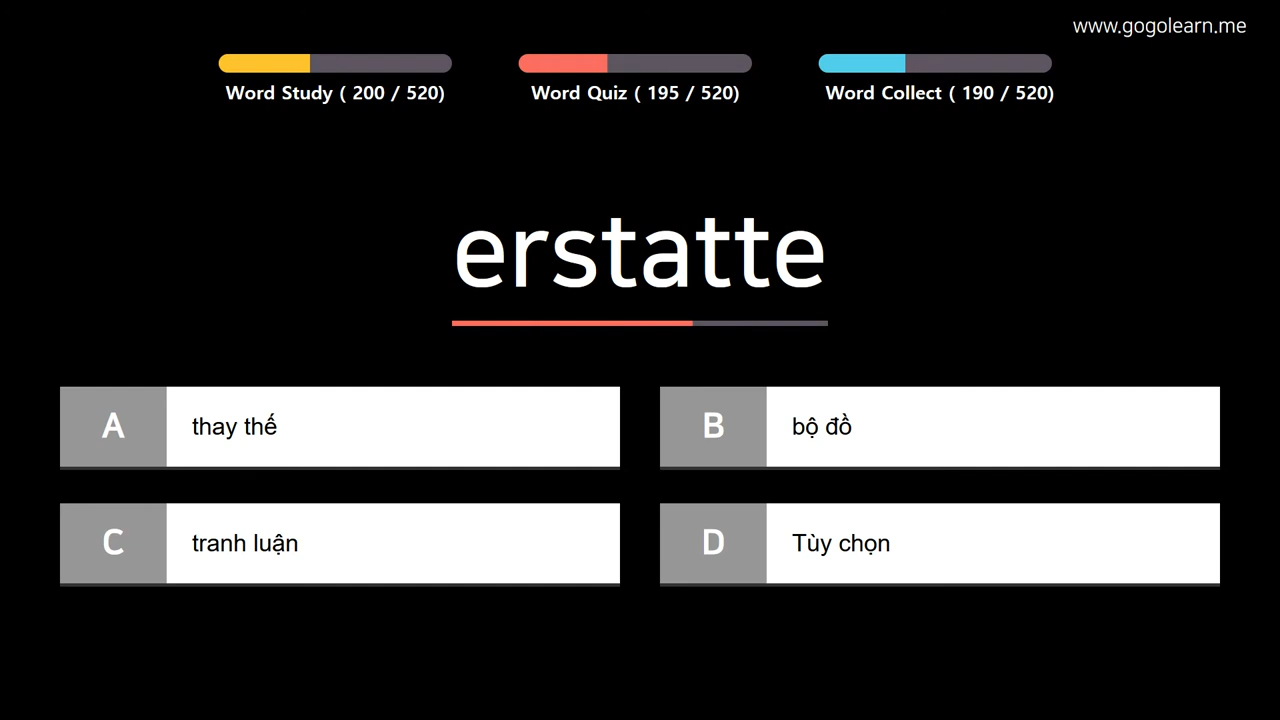 www.gogolearn.me
Word Study ( 200 / 520)
Word Quiz ( 195 / 520)
Word Collect ( 190 / 520)
erstatte
A
thay thế
B
bộ đồ
C
tranh luận
D
Tùy chọn